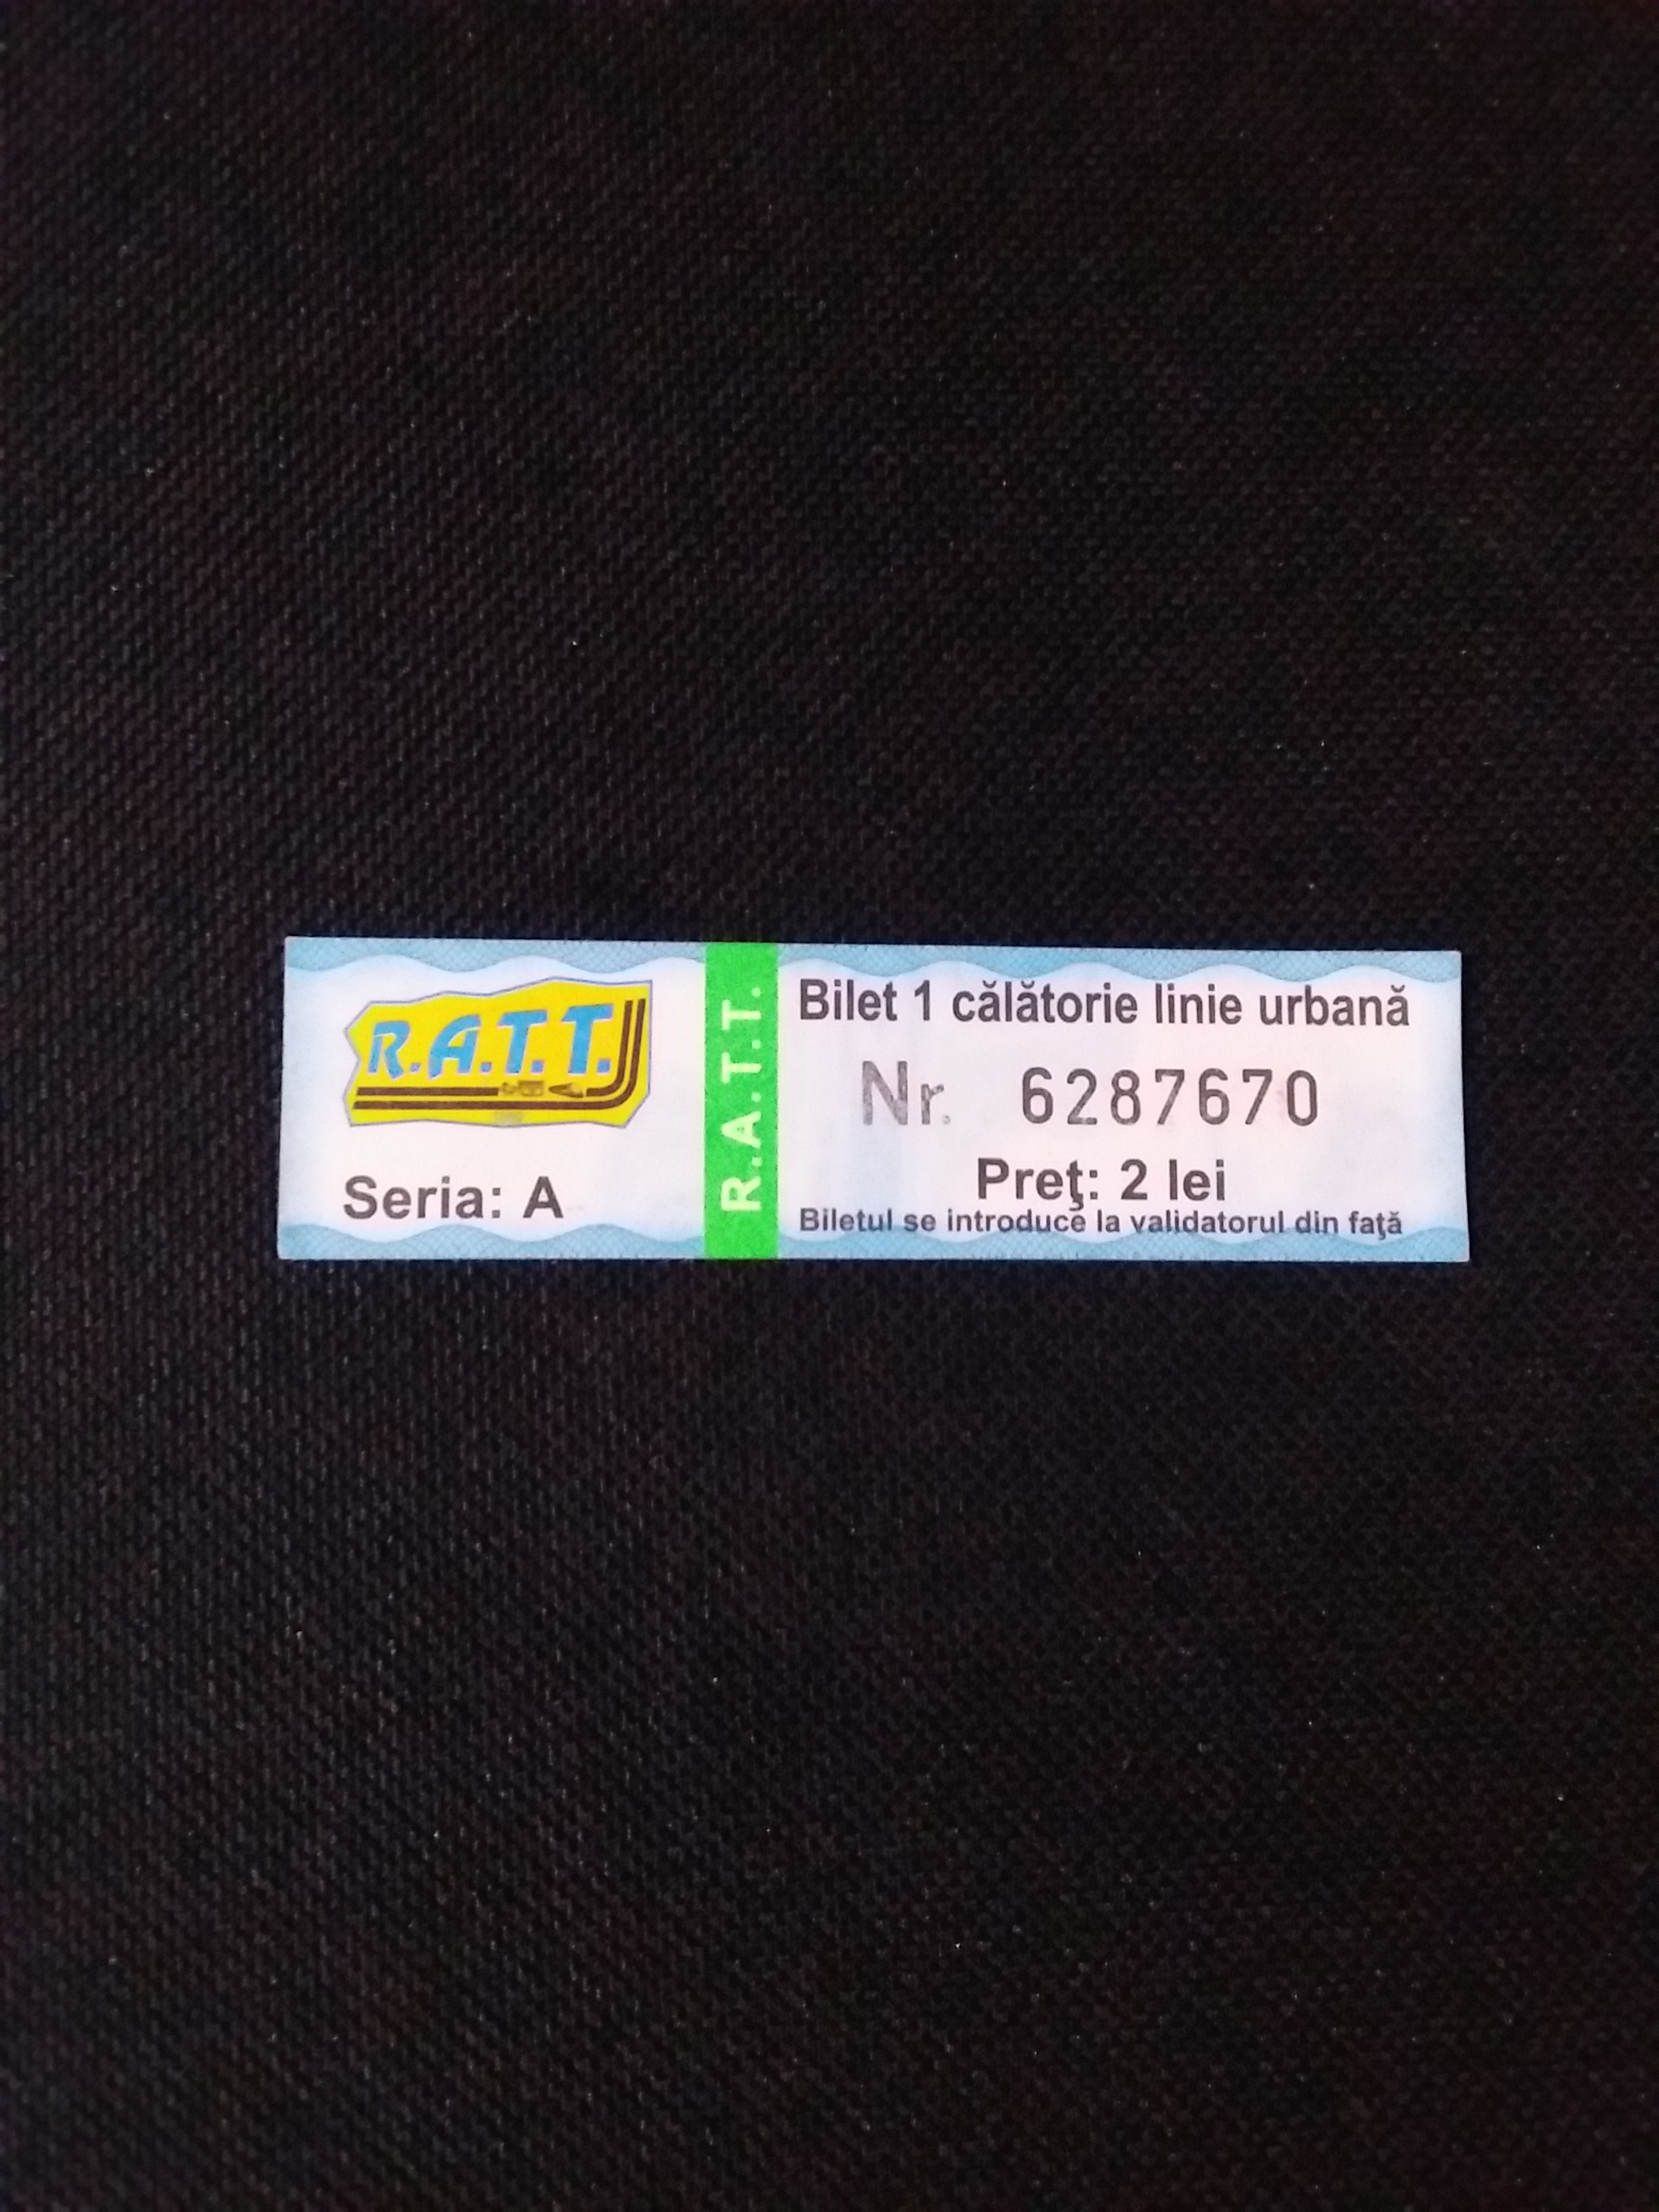 R.A.T.T.
Seria: A
R.A.T.T.
Bilet 1 călătorie linie urbană
Nr. 6287670
Preţ: 2 lei
Biletul se introduce la validatorul din faţă